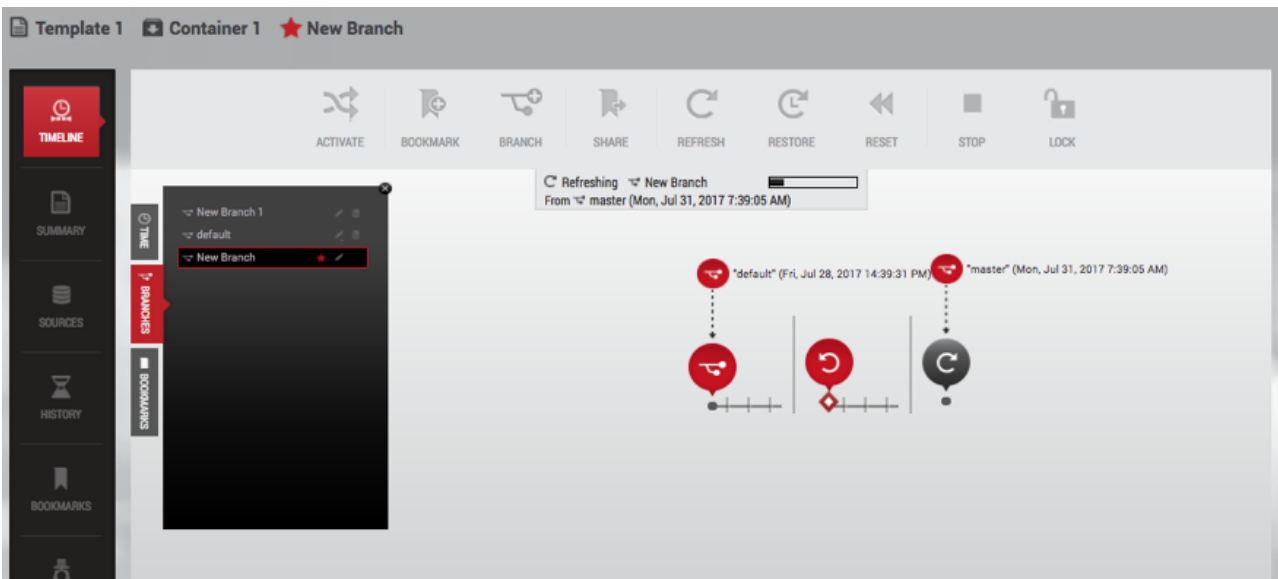 Template 1 Container 1 New Branch
TIMELINE
SUMMARY
SOURCES
HISTORY
BOOKMARKS
ACTIVATE BOOKMARK BRANCH SHARE REFRESH RESTORE RESET STOP LOCK
Refreshing New Branch
From master (Mon, Jul 31, 2017 7:39:05 AM)
TIME
BRANCHES
BOOKMARKS
New Branch 1
default
New Branch
"default" (Fri, Jul 28, 2017 14:39:31 PM)
"master" (Mon, Jul 31, 2017 7:39:05 AM)